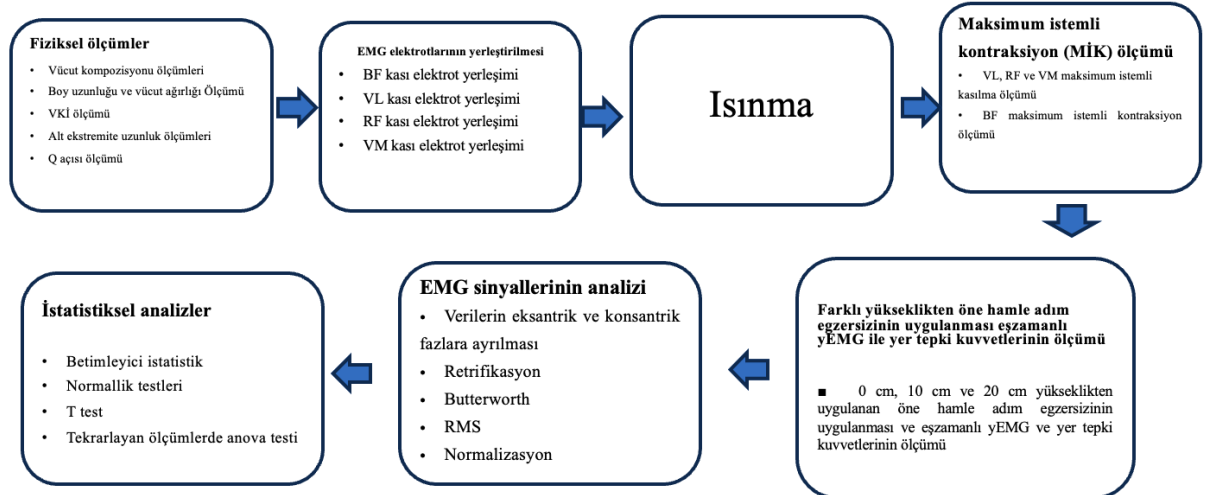 Fiziksel ölçümler
• Vücut kompozisyonu ölçümleri
• Boy uzunluğu ve vücut ağırlığı Ölçümü
• VKİ ölçümü
• Alt ekstremite uzunluk ölçümleri
• Q açısı ölçümü
EMG elektrotlarının yerleştirilmesi
• BF kası elektrot yerleşimi
• VL kası elektrot yerleşimi
• RF kası elektrot yerleşimi
• VM kası elektrot yerleşimi
Isınma
Maksimum istemli
kontraksiyon (MİK) ölçümü
• VL, RF ve VM maksimum istemli
kasılma ölçümü
• BF maksimum istemli kontraksiyon
ölçümü
Farklı yükseklikten öne hamle adım
egzersizinin uygulanması eşzamanlı
yEMG ile yer tepki kuvvetlerinin ölçümü
■ 0 cm, 10 cm ve 20 cm yükseklikten
uygulanan öne hamle adım egzersizinin
uygulanması ve eşzamanlı yEMG ve yer tepki
kuvvetlerinin ölçümü
EMG sinyallerinin analizi
• Verilerin eksantrik ve konsantrik
fazlara ayrılması
• Retrifikasyon
• Butterworth
• RMS
• Normalizasyon
İstatistiksel analizler
• Betimleyici istatistik
• Normallik testleri
• T test
• Tekrarlayan ölçümlerde anova testi